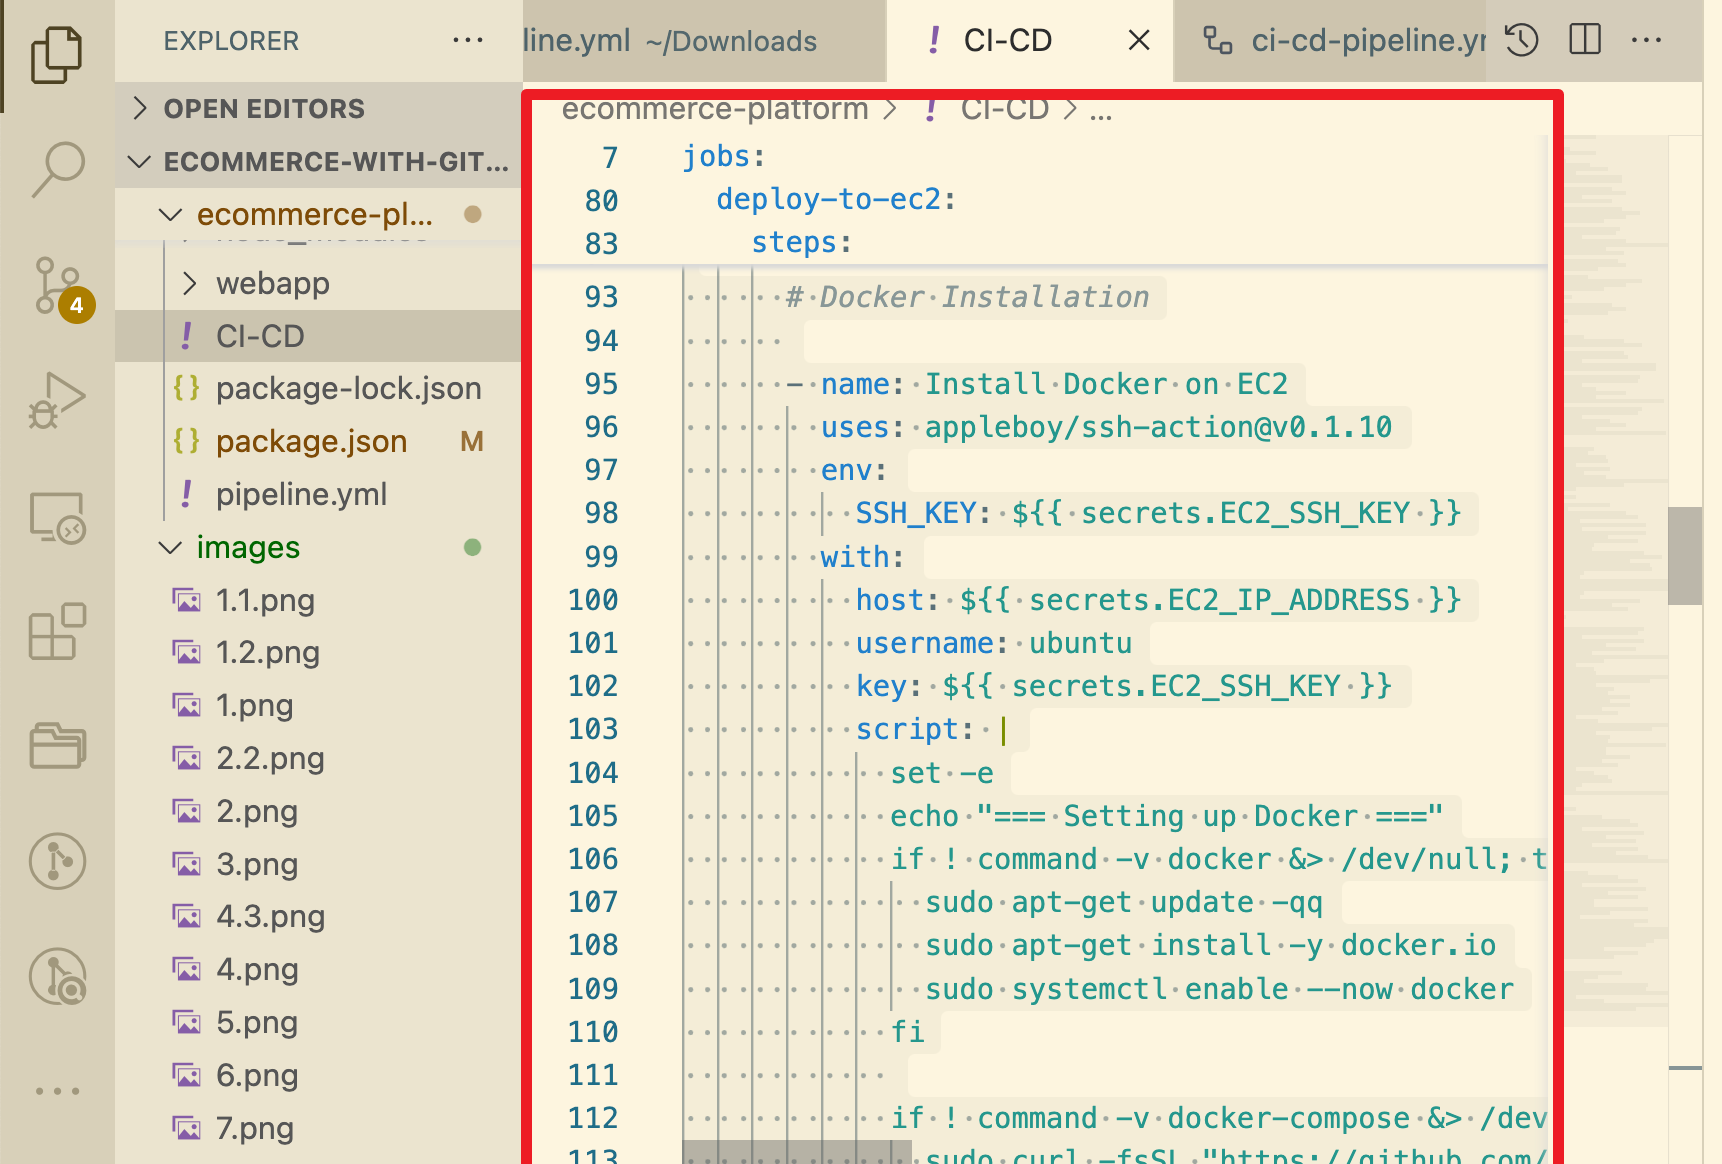 EXPLORER
line.yml ~/Downloads
CI-CD
ci-cd-pipeline.y
OPEN EDITORS
ECOMMERCE-WITH-GIT...
ecommerce-pl...
webapp
CI-CD
package-lock.json
package.json M
pipeline.yml
images
1.1.png
1.2.png
1.png
2.2.png
2.png
3.png
4.3.png
4.png
5.png
6.png
7.png
4
ecommerce-platform > ! CI-CD > ...
7 jobs:
80 deploy-to-ec2:
83 steps:
93 # Docker Installation
94
95 - name: Install Docker on EC2
96 uses: appleboy/ssh-action@v0.1.10
97 env:
98 SSH_KEY: ${{ secrets.EC2_SSH_KEY }}
99 with:
100 host: ${{ secrets.EC2_IP_ADDRESS }}
101 username: ubuntu
102 key: ${{ secrets.EC2_SSH_KEY }}
103 script: |
104 set -e
105 echo "=== Setting up Docker ==="
106 if ! command -v docker &> /dev/null; t
107 sudo apt-get update -qq
108 sudo apt-get install -y docker.io
109 sudo systemctl enable --now docker
110 fi
111
112 if ! command -v docker-compose &> /dev
113 sudo curl -fsSL "https://github.com/